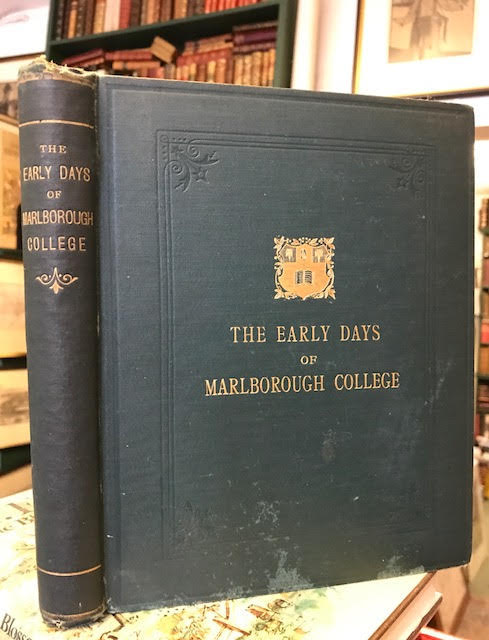 THE
EARLY DAYS
OF
MARLBOROUGH
COLLEGE
THE EARLY DAYS
OF
MARLBOROUGH COLLEGE